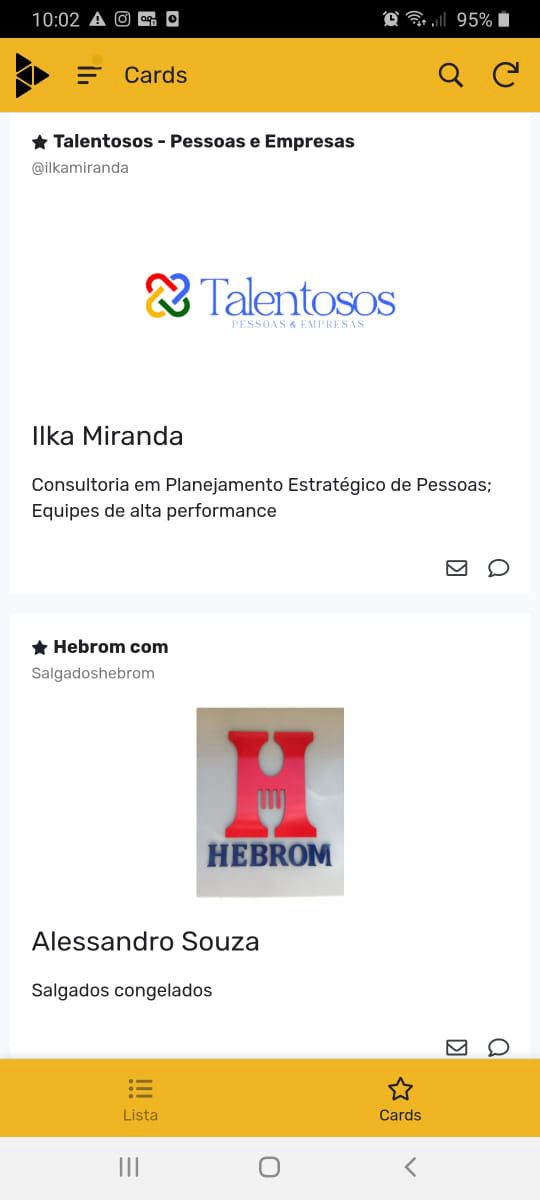 10:02
95%
Cards
Talentosos - Pessoas e Empresas
@ilkamiranda
Talentosos
PESSOAS & EMPRESAS
Ilka Miranda
Consultoria em Planejamento Estratégico de Pessoas;
Equipes de alta performance
Hebrom com
Salgadoshebrom
H
HEBROM
Alessandro Souza
Salgados congelados
Lista
Cards